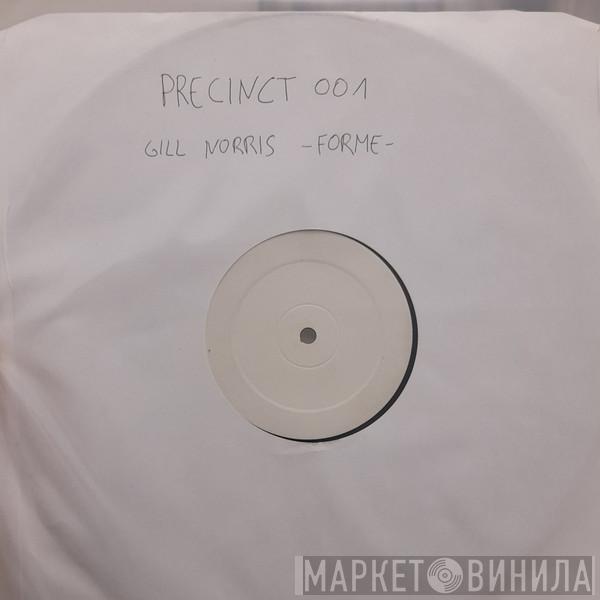 PRECINCT 001
GILL NORRIS -FORME-
МАРКЕТ ВИНИЛА